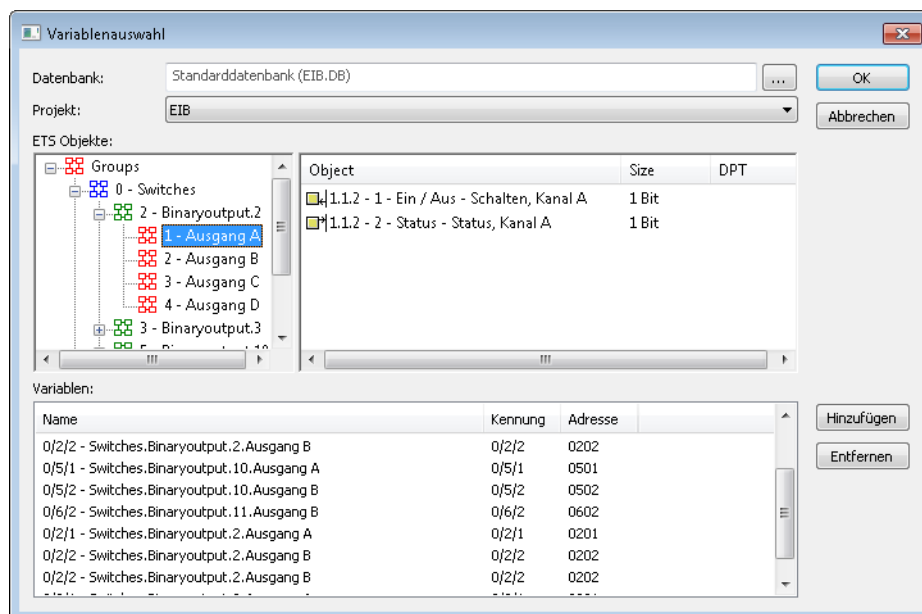 Variablenauswahl
Datenbank: Standarddatenbank (EIB.DB) ... OK
Projekt: EIB Abbrechen
ETS Objekte:
Groups
0 - Switches
2 - Binaryoutput.2
1 - Ausgang A
2 - Ausgang B
3 - Ausgang C
4 - Ausgang D
3 - Binaryoutput.3
Object Size DPT
1.1.2 - 1 - Ein / Aus - Schalten, Kanal A 1 Bit
1.1.2 - 2 - Status - Status, Kanal A 1 Bit
Variablen:
Name Kennung Adresse
0/2/2 - Switches.Binaryoutput.2.Ausgang B 0/2/2 0202
0/5/1 - Switches.Binaryoutput.10.Ausgang A 0/5/1 0501
0/5/2 - Switches.Binaryoutput.10.Ausgang B 0/5/2 0502
0/6/2 - Switches.Binaryoutput.11.Ausgang B 0/6/2 0602
0/2/1 - Switches.Binaryoutput.2.Ausgang A 0/2/1 0201
0/2/2 - Switches.Binaryoutput.2.Ausgang B 0/2/2 0202
0/2/2 - Switches.Binaryoutput.2.Ausgang B 0/2/2 0202
Hinzufügen
Entfernen